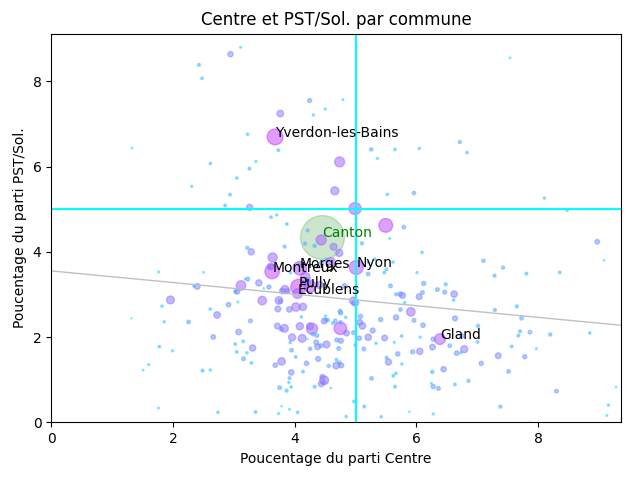 Centre et PST/Sol. par commune
Poucentage du parti PST/Sol.
8
6
4
2
0
Yverdon-les-Bains
Canton
Morges
Nyon
Montreux
Pully
Ecublens
Gland
0 2 4 6 8
Poucentage du parti Centre